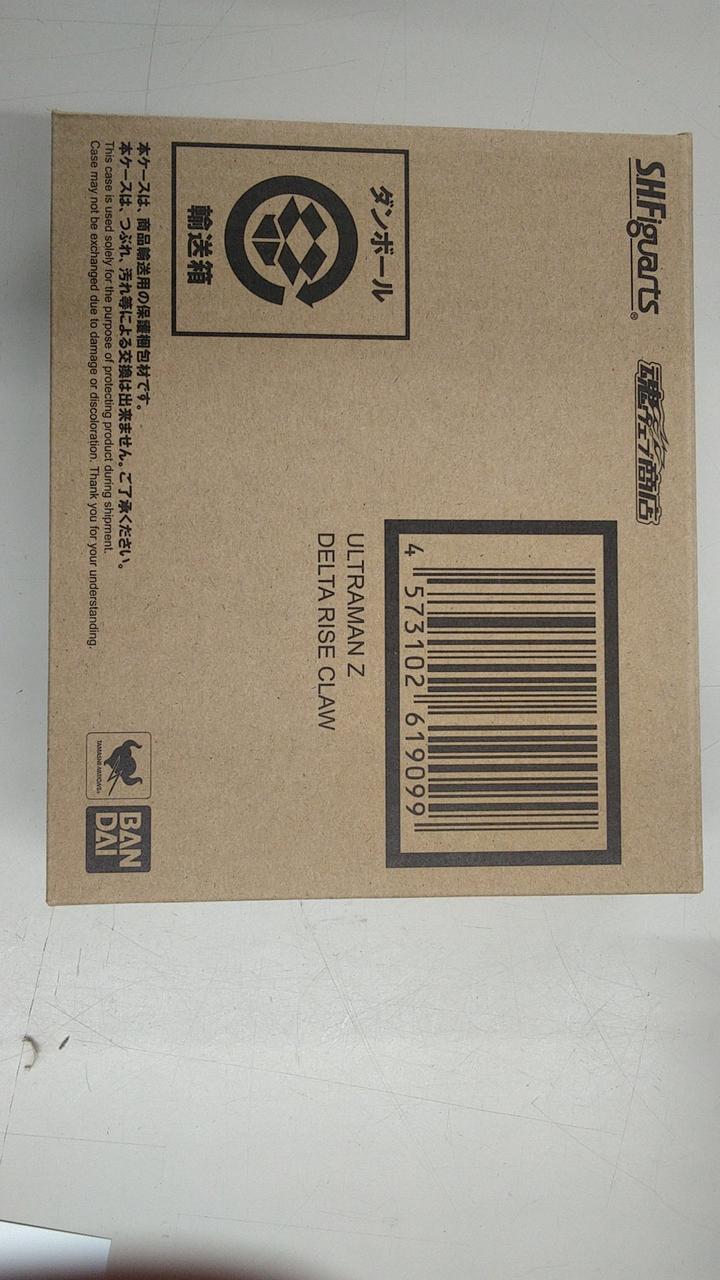 S.H.Figuarts®
魂ウェブ商店
ダンボール
輸送箱
4 573102 619099
ULTRAMAN Z
DELTA RISE CLAW
本ケースは、商品輸送用の保護梱包材です。
本ケースは、つぶれ、汚れ等による交換は出来ません。ご了承ください。
This case is used solely for the purpose of protecting product during shipment.
Case may not be exchanged due to damage or discoloration. Thank you for your understanding.
TAMASHII NATIONS
BAN
DAI